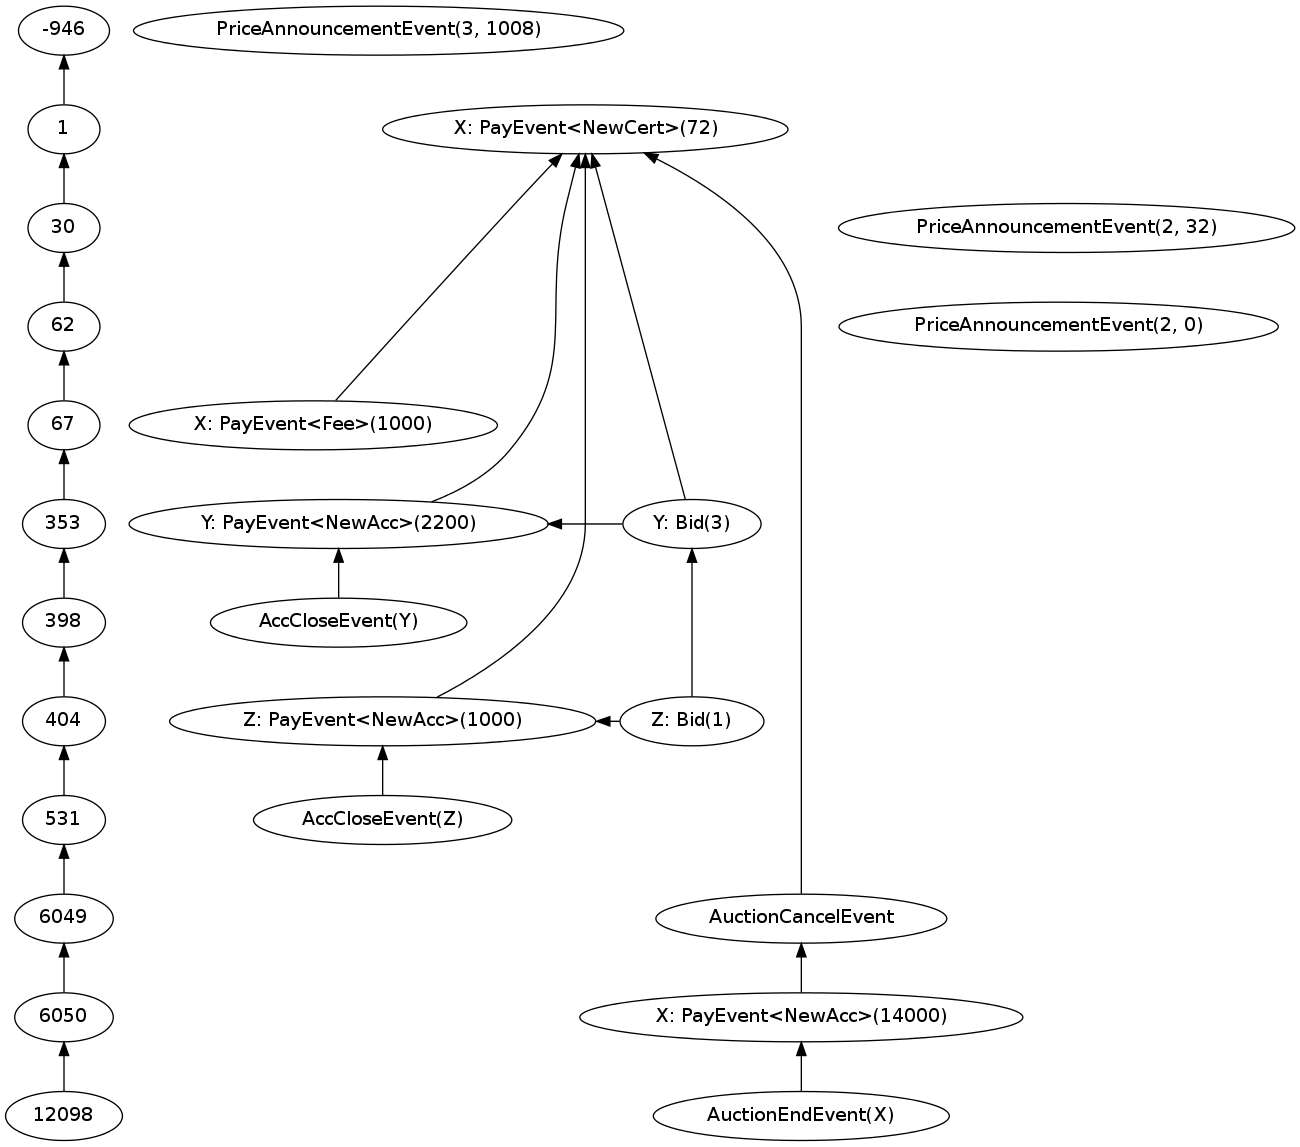 -946
PriceAnnouncementEvent(3, 1008)
1
X: PayEvent<NewCert>(72)
30
PriceAnnouncementEvent(2, 32)
62
PriceAnnouncementEvent(2, 0)
67
X: PayEvent<Fee>(1000)
353
Y: PayEvent<NewAcc>(2200)
Y: Bid(3)
398
AccCloseEvent(Y)
404
Z: PayEvent<NewAcc>(1000)
Z: Bid(1)
531
AccCloseEvent(Z)
6049
AuctionCancelEvent
6050
X: PayEvent<NewAcc>(14000)
12098
AuctionEndEvent(X)